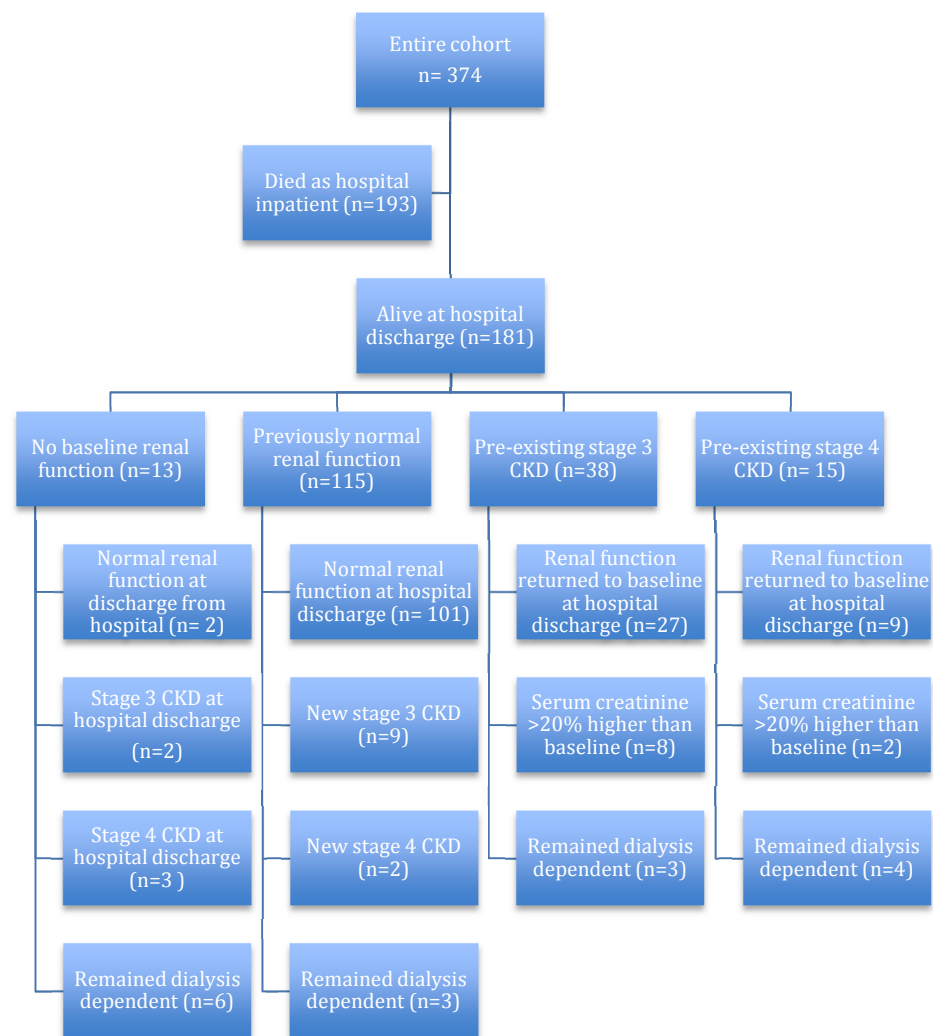 Entire cohort
n= 374
Died as hospital
inpatient (n=193)
Alive at hospital
discharge (n=181)
No baseline renal
function (n=13)
Previously normal
renal function
(n=115)
Pre-existing stage 3
CKD (n=38)
Pre-existing stage 4
CKD (n= 15)
Normal renal
function at
discharge from
hospital (n= 2)
Normal renal
function at hospital
discharge (n= 101)
Renal function
returned to baseline
at hospital
discharge (n=27)
Renal function
returned to baseline
at hospital
discharge (n=9)
Stage 3 CKD at
hospital discharge
(n=2)
New stage 3 CKD
(n=9)
Serum creatinine
>20% higher than
baseline (n=8)
Serum creatinine
>20% higher than
baseline (n=2)
Stage 4 CKD at
hospital discharge
(n=3 )
New stage 4 CKD
(n=2)
Remained dialysis
dependent (n=3)
Remained dialysis
dependent (n=4)
Remained dialysis
dependent (n=6)
Remained dialysis
dependent (n=3)